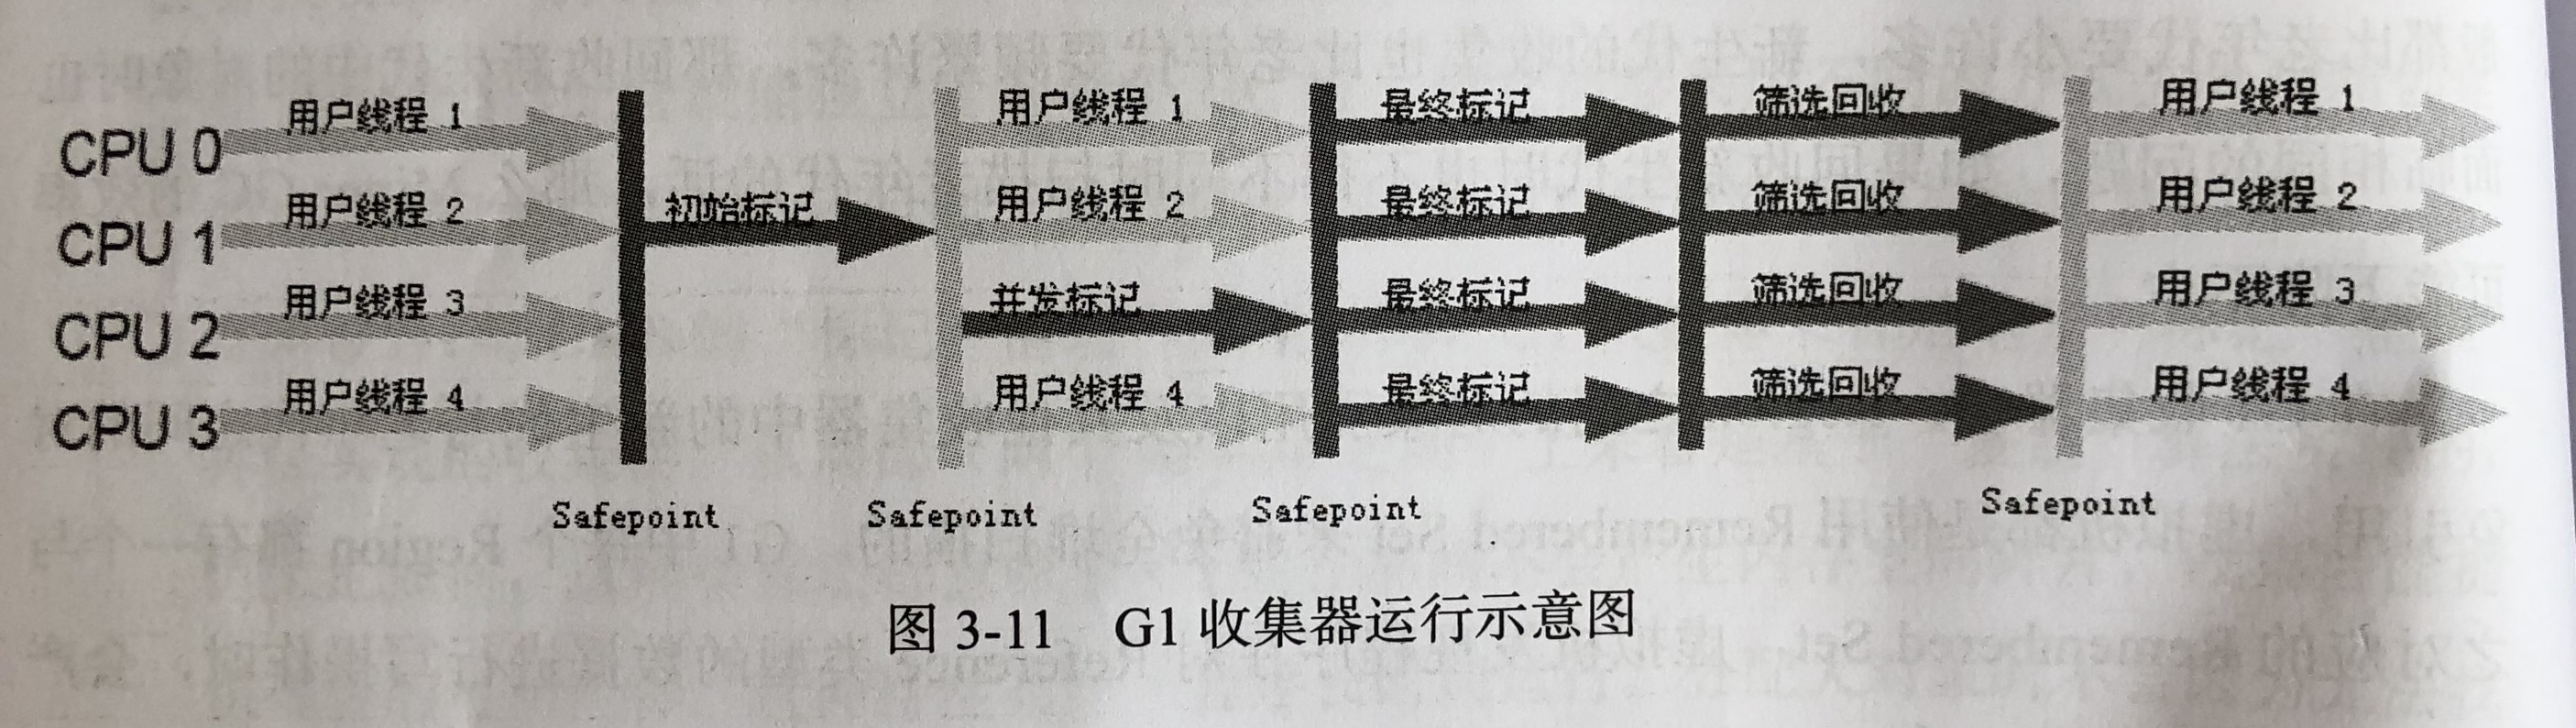 CPU 0 用户线程 1 用户线程 1 最终标记 筛选回收 用户线程 1
CPU 1 用户线程 2 初始标记 用户线程 2 最终标记 筛选回收 用户线程 2
CPU 2 用户线程 3 并发标记 最终标记 筛选回收 用户线程 3
CPU 3 用户线程 4 用户线程 4 最终标记 筛选回收 用户线程 4
Safepoint Safepoint Safepoint Safepoint
图 3-11 G1 收集器运行示意图